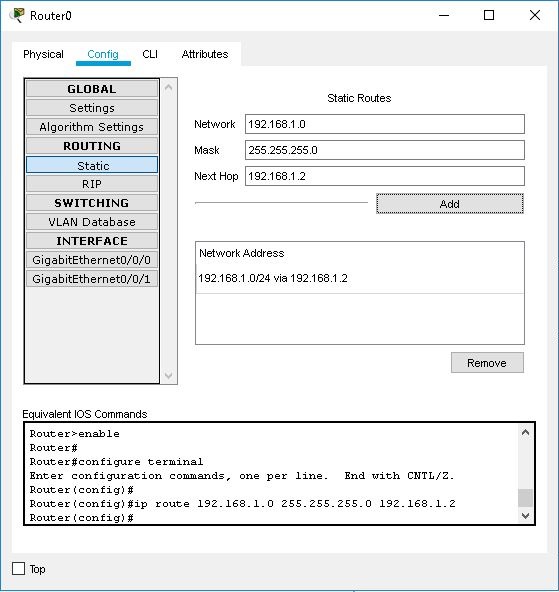 Router0
Physical Config CLI Attributes
GLOBAL
Settings
Algorithm Settings
ROUTING
Static
RIP
SWITCHING
VLAN Database
INTERFACE
GigabitEthernet0/0/0
GigabitEthernet0/0/1
Static Routes
Network 192.168.1.0
Mask 255.255.255.0
Next Hop 192.168.1.2
Add
Network Address
192.168.1.0/24 via 192.168.1.2
Remove
Equivalent IOS Commands
Router>enable
Router#
Router#configure terminal
Enter configuration commands, one per line. End with CNTL/Z.
Router(config)#
Router(config)#ip route 192.168.1.0 255.255.255.0 192.168.1.2
Router(config)#
Top